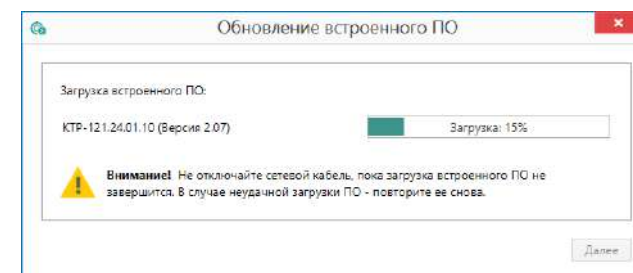 Обновление встроенного ПО
Загрузка встроенного ПО:
КТР-121.24.01.10 (Версия 2.07)
Загрузка: 15%
Внимание! Не отключайте сетевой кабель, пока загрузка встроенного ПО не
завершится. В случае неудачной загрузки ПО - повторите ее снова.
Далее